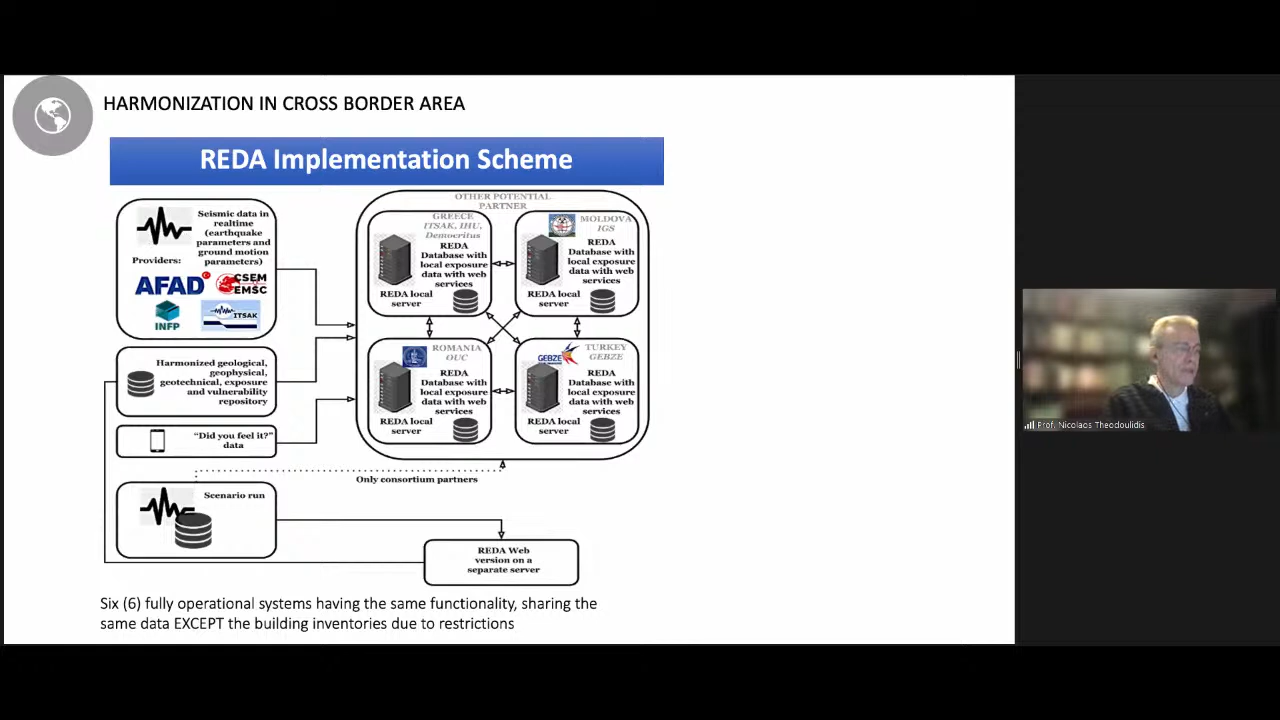 HARMONIZATION IN CROSS BORDER AREA
REDA Implementation Scheme
Seismic data in
realtime
(earthquake
parameters and
ground motion
parameters)
Providers:
AFAD
CSEM
EMSC
INFP
ITSAK
Harmonized geological,
geophysical,
geotechnical, exposure
and vulnerability
repository
“Did you feel it?”
data
Scenario run
OTHER POTENTIAL
PARTNER
GREECE
ITSAK, IHU,
Democritus
REDA
Database with
local exposure
data with web
services
REDA local
server
MOLDOVA
IGS
REDA
Database with
local exposure
data with web
services
REDA local
server
ROMANIA
OUC
REDA
Database with
local exposure
data with web
services
REDA local
server
GEBZE
TURKEY
GEBZE
REDA
Database with
local exposure
data with web
services
REDA local
server
Only consortium partners
REDA Web
version on a
separate server
Six (6) fully operational systems having the same functionality, sharing the
same data EXCEPT the building inventories due to restrictions
Prof. Nicolaos Theodoulidis